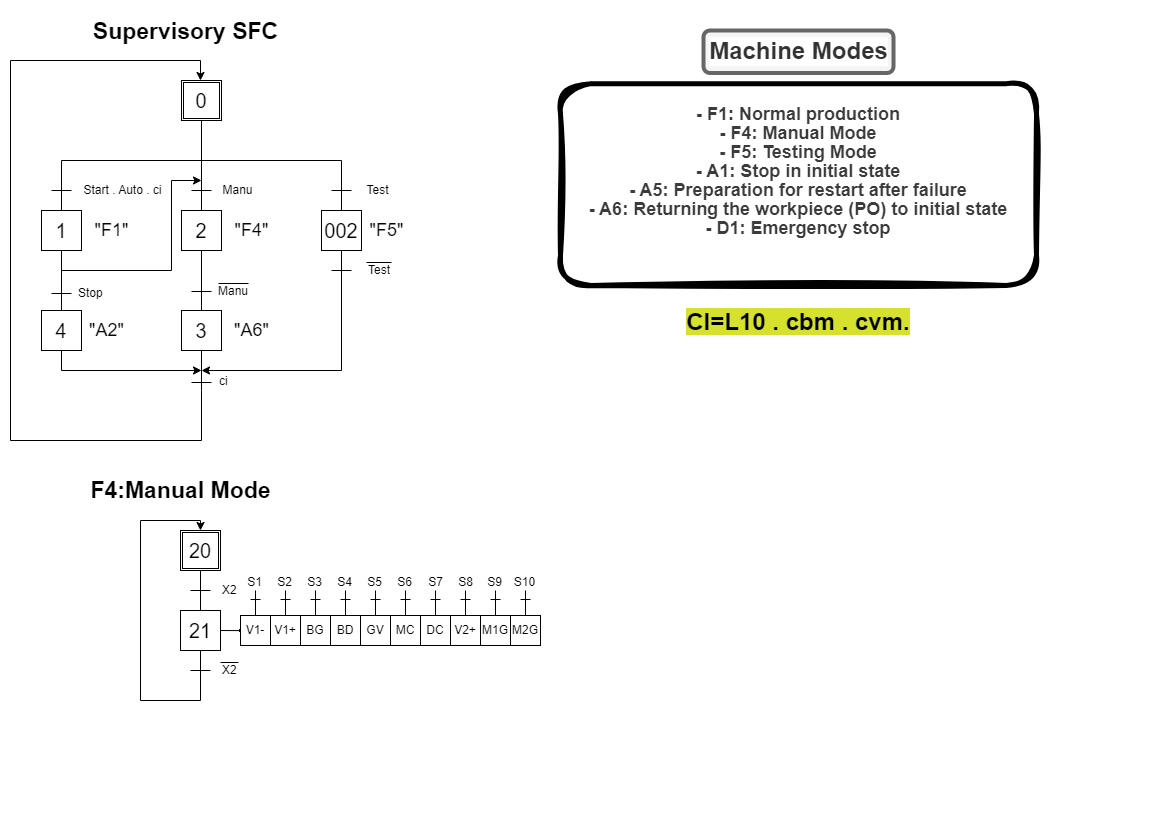 Supervisory SFC
0
Start . Auto . ci
Manu
Test
1
"F1"
2
"F4"
002
"F5"
Test
Stop
Manu
4
"A2"
3
"A6"
ci
Machine Modes
- F1: Normal production
- F4: Manual Mode
- F5: Testing Mode
- A1: Stop in initial state
- A5: Preparation for restart after failure
- A6: Returning the workpiece (PO) to initial state
- D1: Emergency stop
CI=L10 . cbm . cvm.
F4:Manual Mode
20
X2
S1 S2 S3 S4 S5 S6 S7 S8 S9 S10
21
V1- V1+ BG BD GV MC DC V2+ M1G M2G
X2